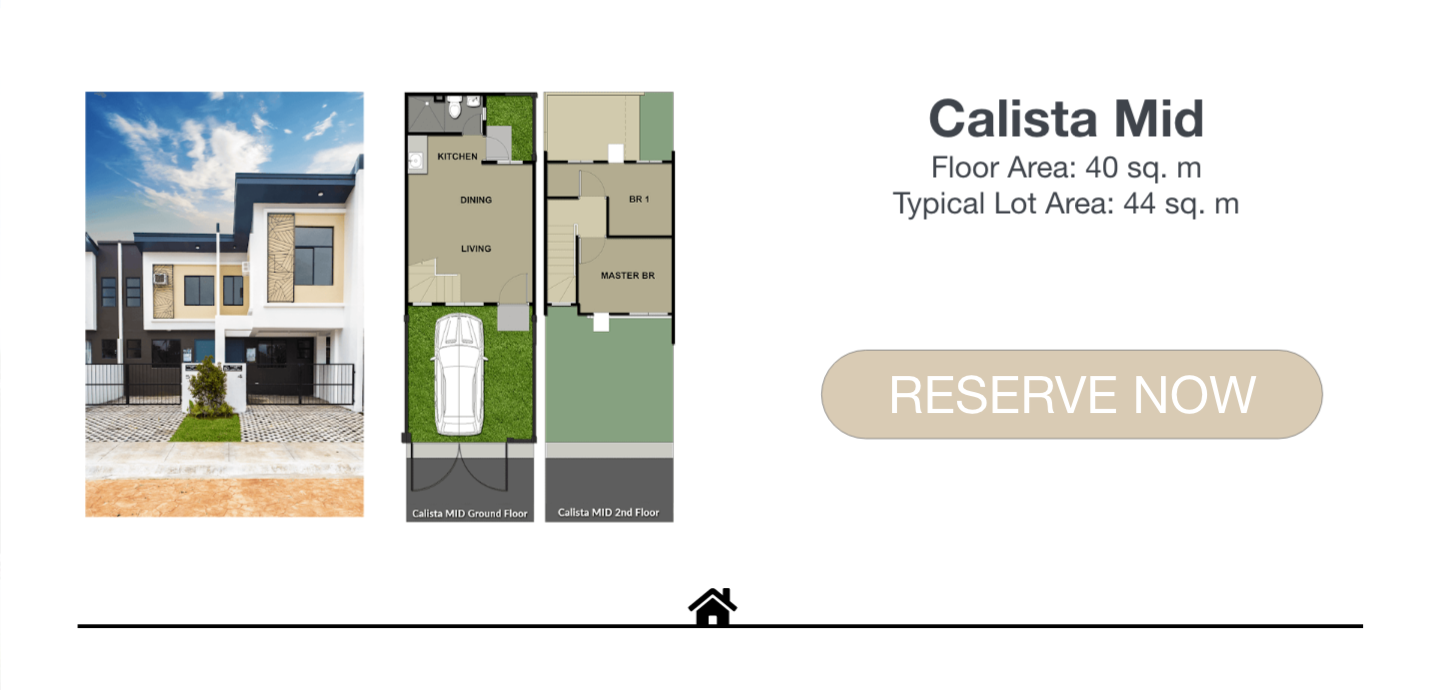 KITCHEN
DINING
LIVING
Calista MID Ground Floor
BR 1
MASTER BR
Calista MID 2nd Floor
Calista Mid
Floor Area: 40 sq. m
Typical Lot Area: 44 sq. m
RESERVE NOW